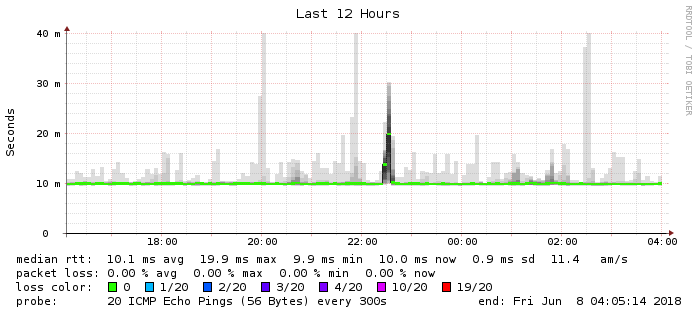 Last 12 Hours
RRDTOOL / TOBI OETIKER
Seconds
40 m
30 m
20 m
10 m
0
18:00 20:00 22:00 00:00 02:00 04:00
median rtt: 10.1 ms avg 19.9 ms max 9.9 ms min 10.0 ms now 0.9 ms sd 11.4 am/s
packet loss: 0.00 % avg 0.00 % max 0.00 % min 0.00 % now
loss color: 0 1/20 2/20 3/20 4/20 10/20 19/20
probe: 20 ICMP Echo Pings (56 Bytes) every 300s end: Fri Jun 8 04:05:14 2018